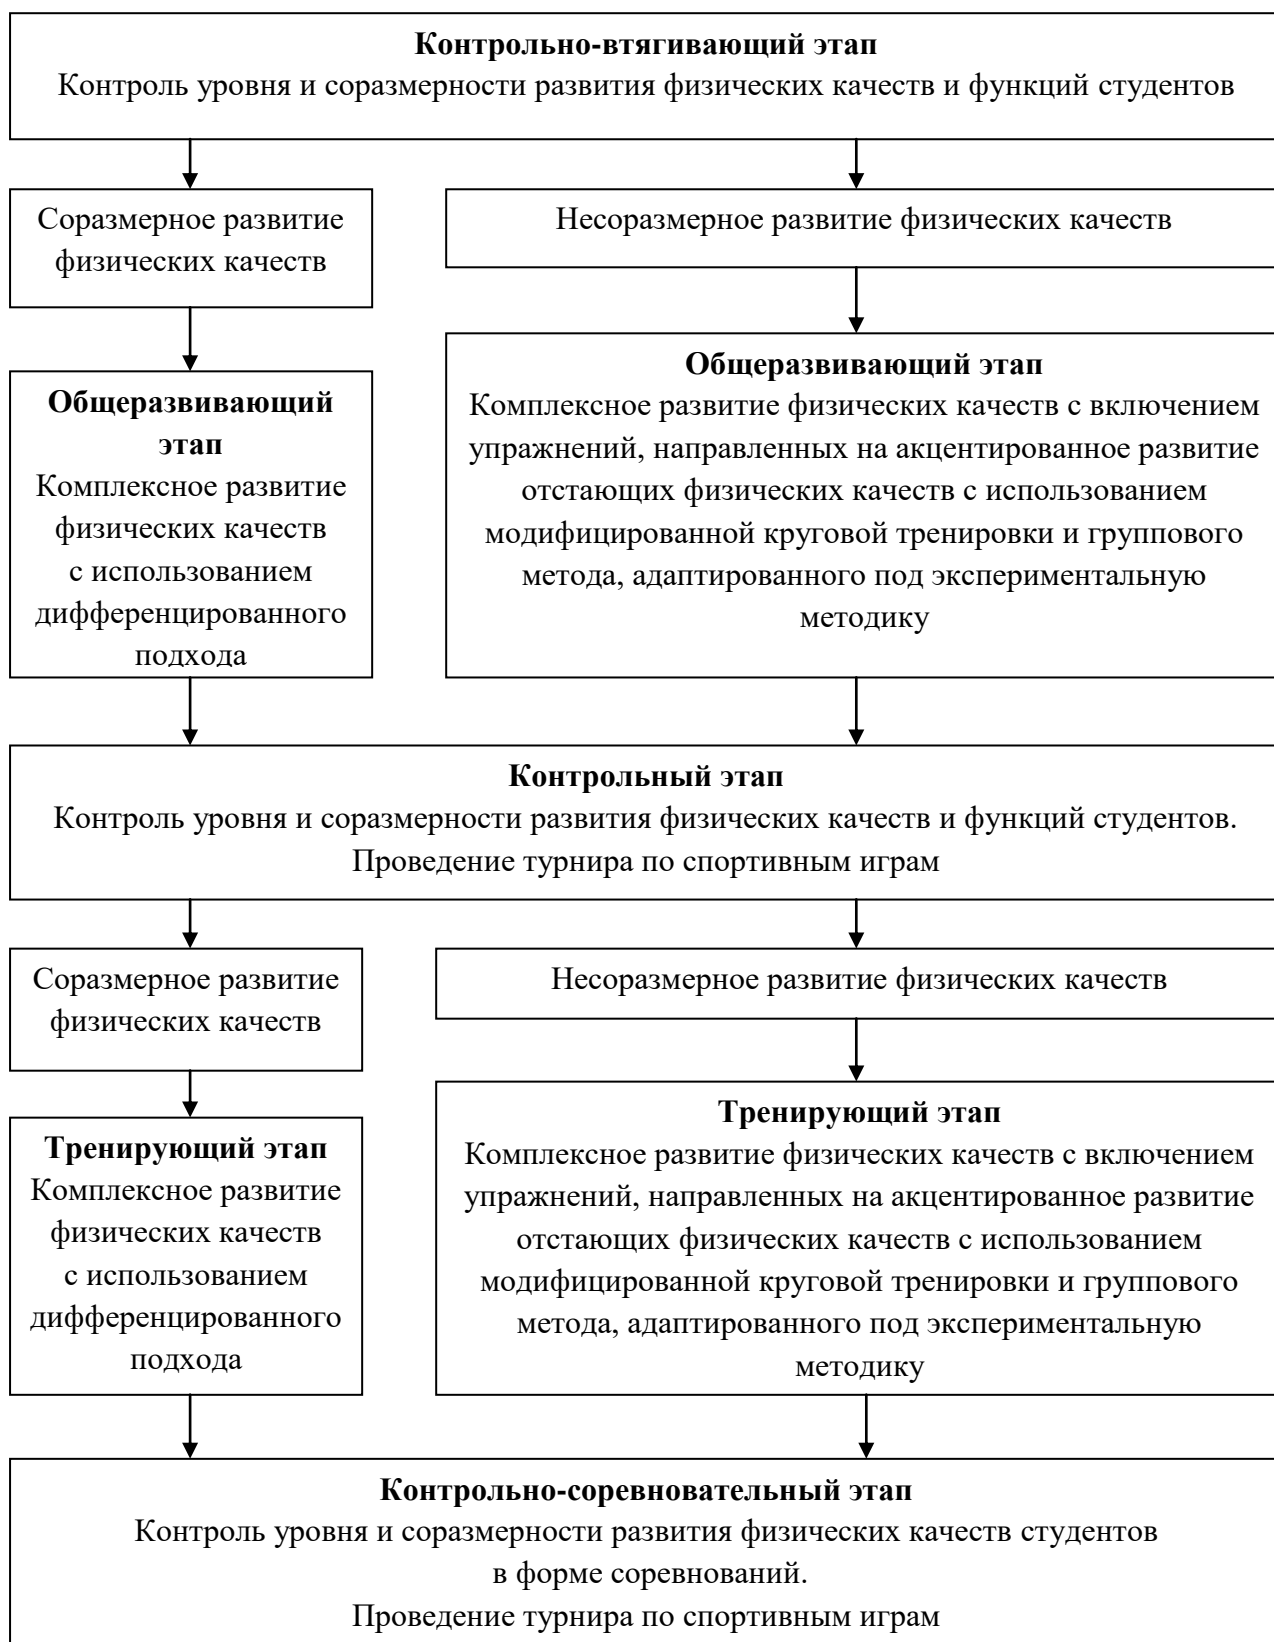 Контрольно-втягивающий этап
Контроль уровня и соразмерности развития физических качеств и функций студентов
Соразмерное развитие
физических качеств
Несоразмерное развитие физических качеств
Общеразвивающий
этап
Комплексное развитие
физических качеств
с использованием
дифференцированного
подхода
Общеразвивающий этап
Комплексное развитие физических качеств с включением
упражнений, направленных на акцентированное развитие
отстающих физических качеств с использованием
модифицированной круговой тренировки и группового
метода, адаптированного под экспериментальную
методику
Контрольный этап
Контроль уровня и соразмерности развития физических качеств и функций студентов.
Проведение турнира по спортивным играм
Соразмерное развитие
физических качеств
Несоразмерное развитие физических качеств
Тренирующий этап
Комплексное развитие
физических качеств
с использованием
дифференцированного
подхода
Тренирующий этап
Комплексное развитие физических качеств с включением
упражнений, направленных на акцентированное развитие
отстающих физических качеств с использованием
модифицированной круговой тренировки и группового
метода, адаптированного под экспериментальную
методику
Контрольно-соревновательный этап
Контроль уровня и соразмерности развития физических качеств студентов
в форме соревнований.
Проведение турнира по спортивным играм